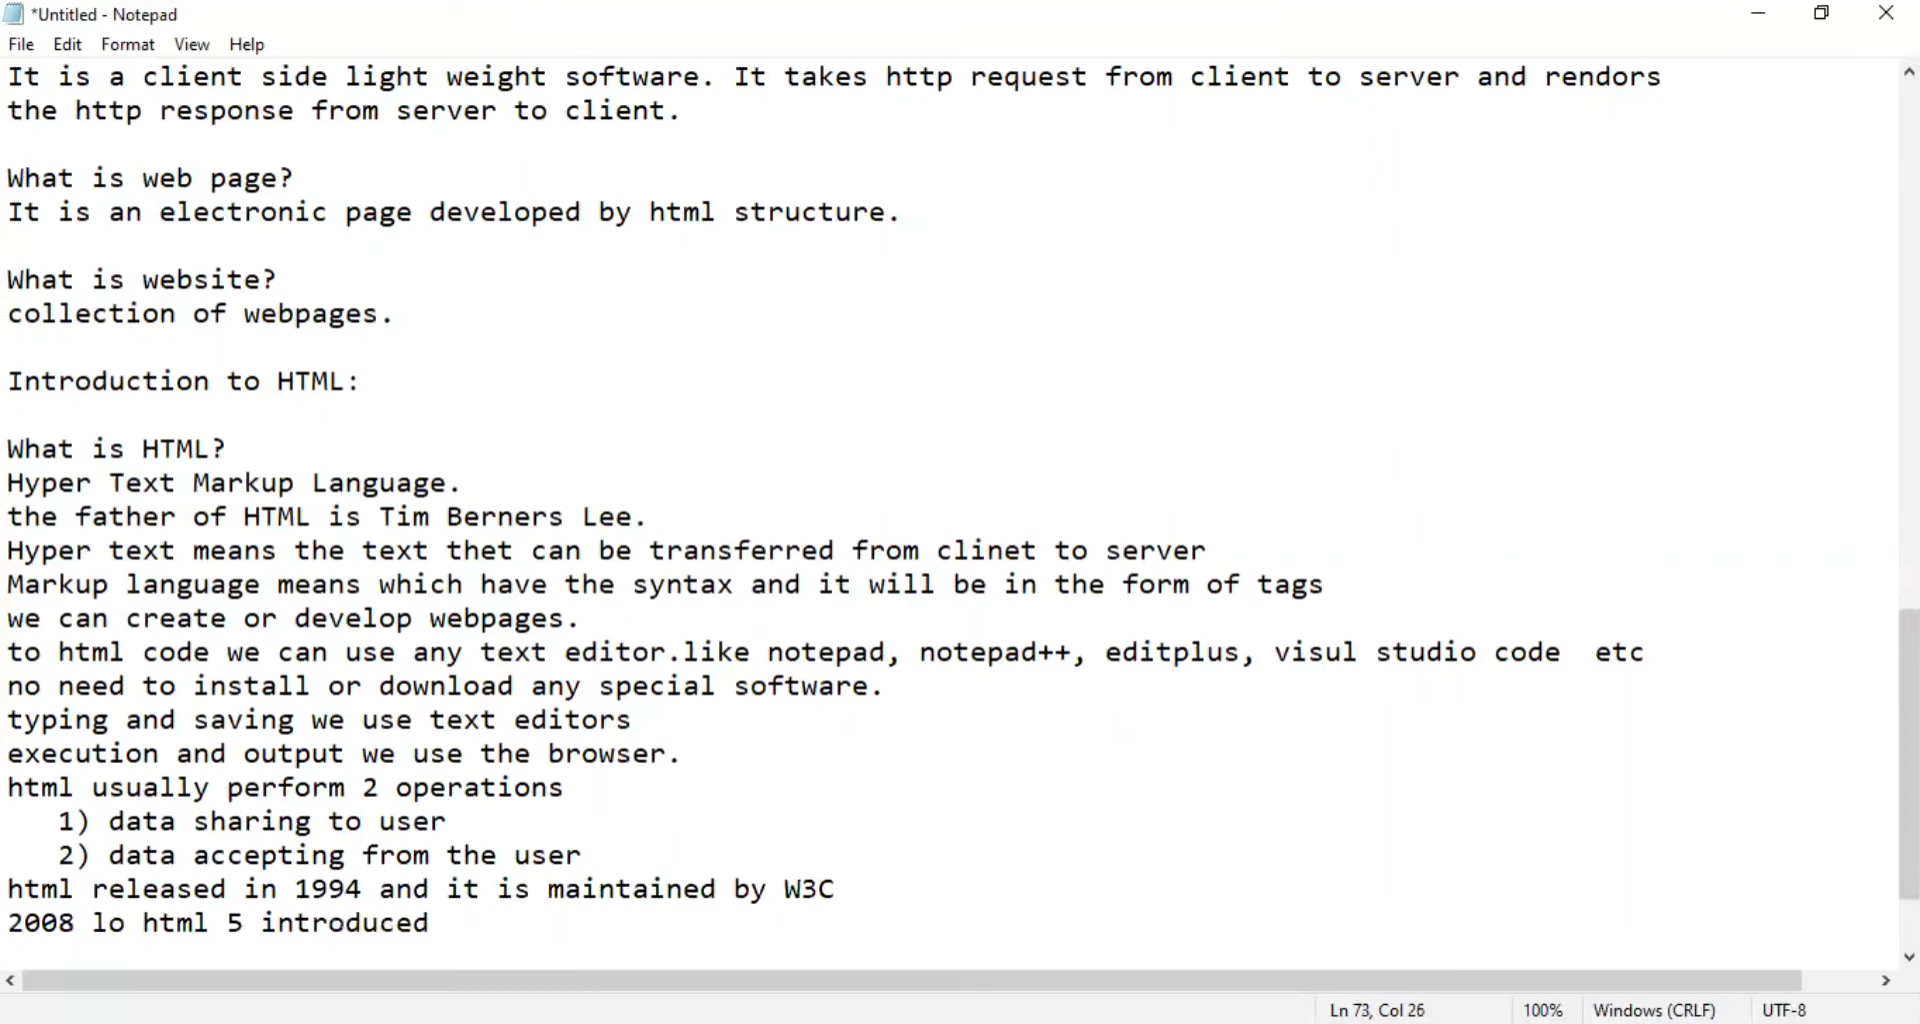 *Untitled - Notepad
File Edit Format View Help
It is a client side light weight software. It takes http request from client to server and rendors
the http response from server to client.
What is web page?
It is an electronic page developed by html structure.
What is website?
collection of webpages.
Introduction to HTML:
What is HTML?
Hyper Text Markup Language.
the father of HTML is Tim Berners Lee.
Hyper text means the text thet can be transferred from clinet to server
Markup language means which have the syntax and it will be in the form of tags
we can create or develop webpages.
to html code we can use any text editor.like notepad, notepad++, editplus, visul studio code  etc
no need to install or download any special software.
typing and saving we use text editors
execution and output we use the browser.
html usually perform 2 operations
1) data sharing to user
2) data accepting from the user
html released in 1994 and it is maintained by W3C
2008 lo html 5 introduced
Ln 73, Col 26 100% Windows (CRLF) UTF-8